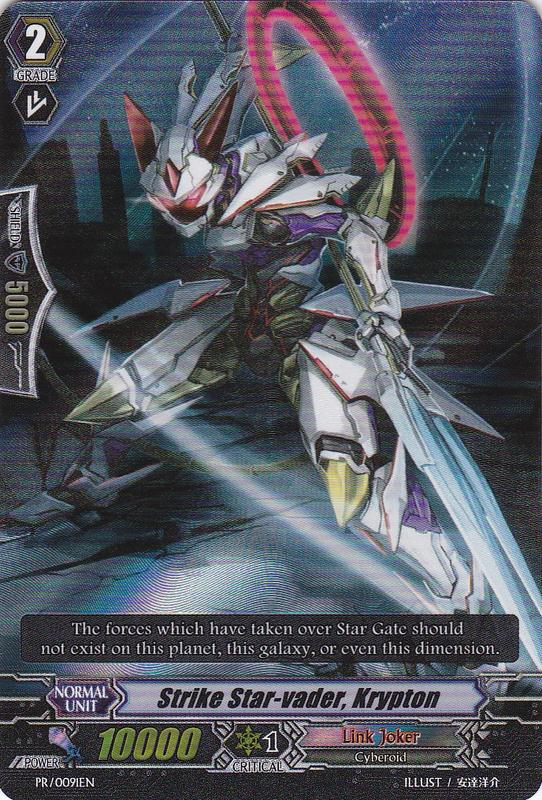 2
GRADE
SHIELD
5000
The forces which have taken over Star Gate should
not exist on this planet, this galaxy, or even this dimension.
NORMAL
UNIT
Strike Star-vader, Krypton
POWER
10000
1
CRITICAL
Link Joker
Cyberoid
PR/0091EN
ILLUST / 安達洋介